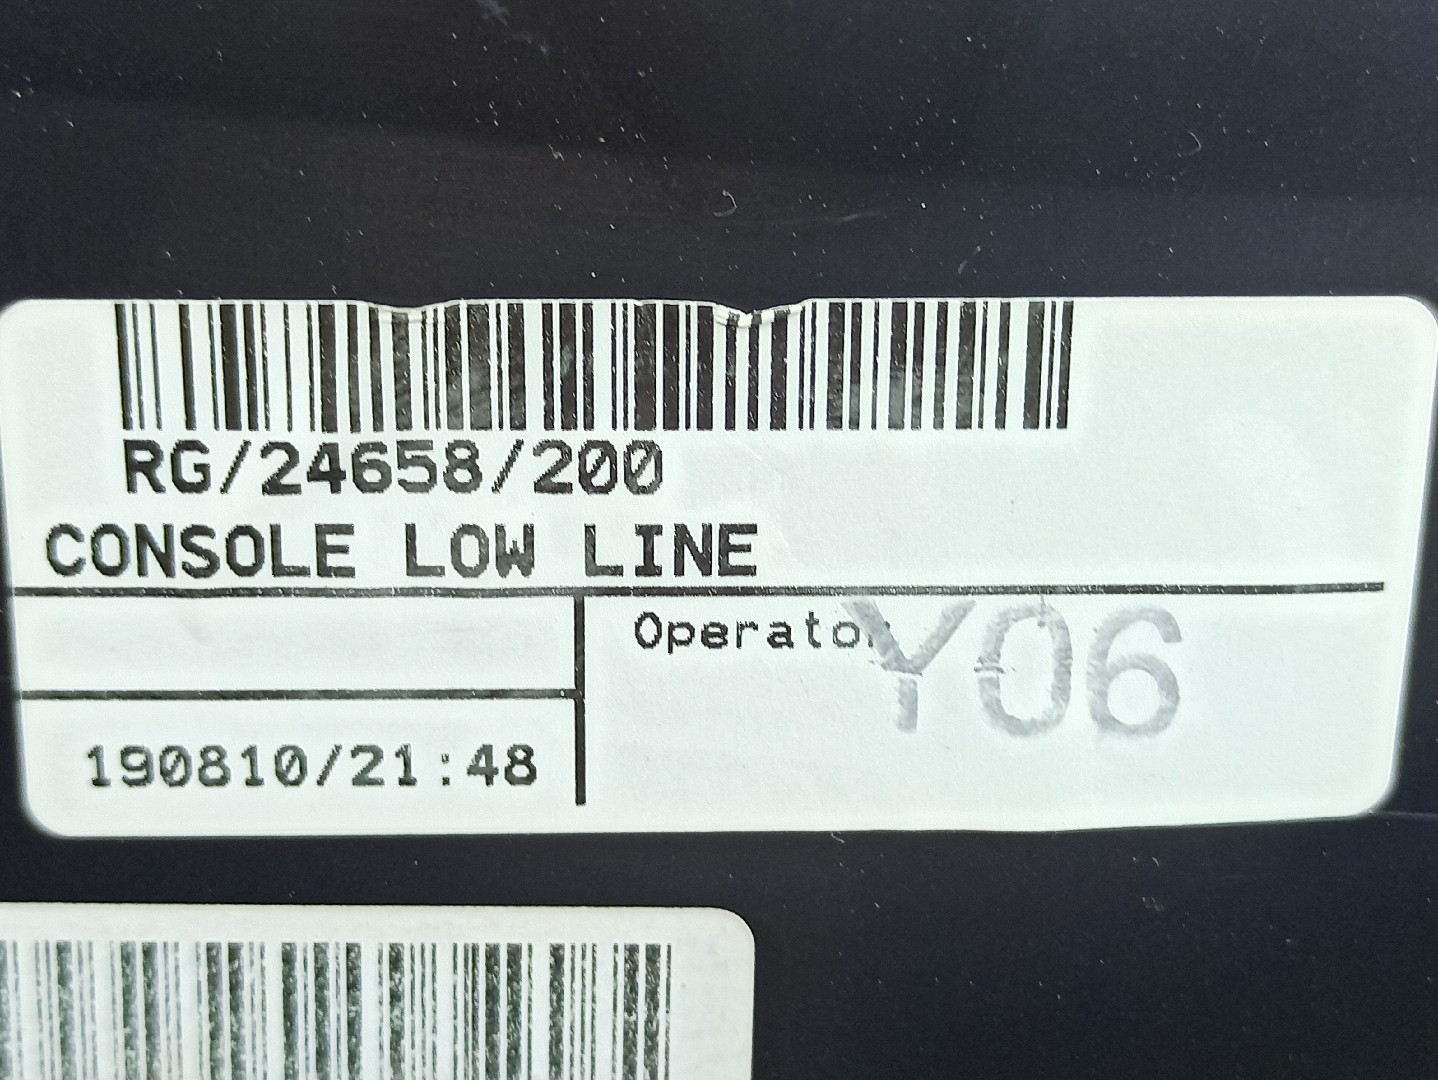 RG/24658/200
CONSOLE LOW LINE
Operator Y06
190810/21:48